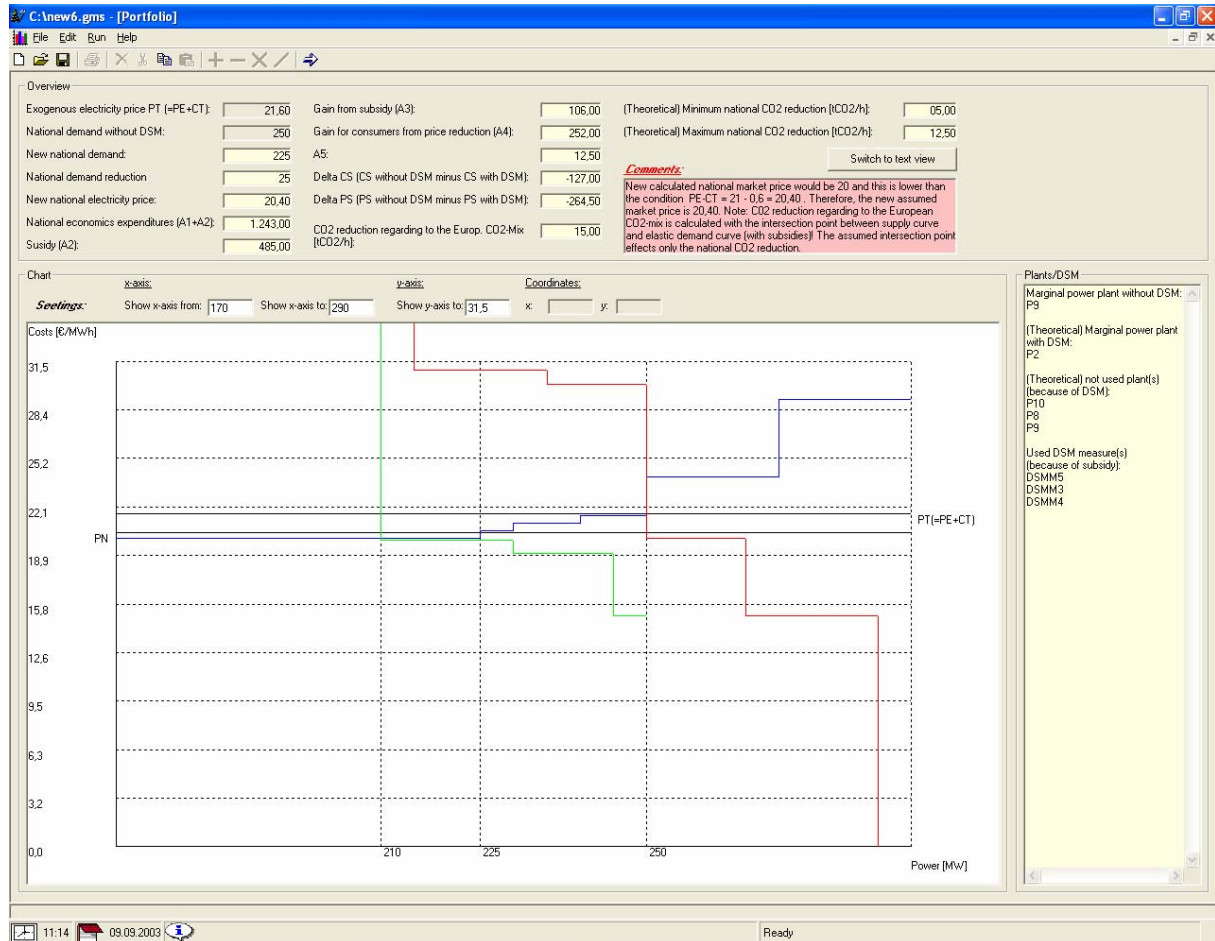 C:\new6.gms - [Portfolio]
File Edit Run Help
Overview
Exogenous electricity price PT (=PE+CT): 21,60
National demand without DSM: 250
New national demand: 225
National demand reduction 25
New national electricity price: 20,40
National economics expenditures (A1+A2): 1.243,00
Susidy (A2): 485,00
Gain from subsidy (A3): 106,00
Gain for consumers from price reduction (A4): 252,00
A5: 12,50
Delta CS (CS without DSM minus CS with DSM): -127,00
Delta PS (PS without DSM minus PS with DSM): -264,50
CO2 reduction regarding to the Europ. CO2-Mix
[tCO2/h]: 15,00
(Theoretical) Minimum national CO2 reduction [tCO2/h]: 05,00
(Theoretical) Maximum national CO2 reduction [tCO2/h]: 12,50
Switch to text view
Comments:
New calculated national market price would be 20 and this is lower than
the condition PE-CT = 21 - 0,6 = 20,40 . Therefore, the new assumed
market price is 20,40. Note: CO2 reduction regarding to the European
CO2-mix is calculated with the intersection point between supply curve
and elastic demand curve (with subsidies)! The assumed intersection point
effects only the national CO2 reduction.
Chart
x-axis: y-axis: Coordinates:
Seetings: Show x-axis from: 170 Show x-axis to: 290 Show y-axis to: 31,5 x: y:
Costs [€/MWh]
31,5
28,4
25,2
22,1
PT(=PE+CT)
PN
18,9
15,8
12,6
9,5
6,3
3,2
0,0
210 225 250
Power [MW]
Plants/DSM
Marginal power plant without DSM:
P9
(Theoretical) Marginal power plant
with DSM:
P2
(Theoretical) not used plant(s)
(because of DSM):
P10
P8
P9
Used DSM measure(s)
(because of subsidy):
DSMM5
DSMM3
DSMM4
11:14 09.09.2003 Ready